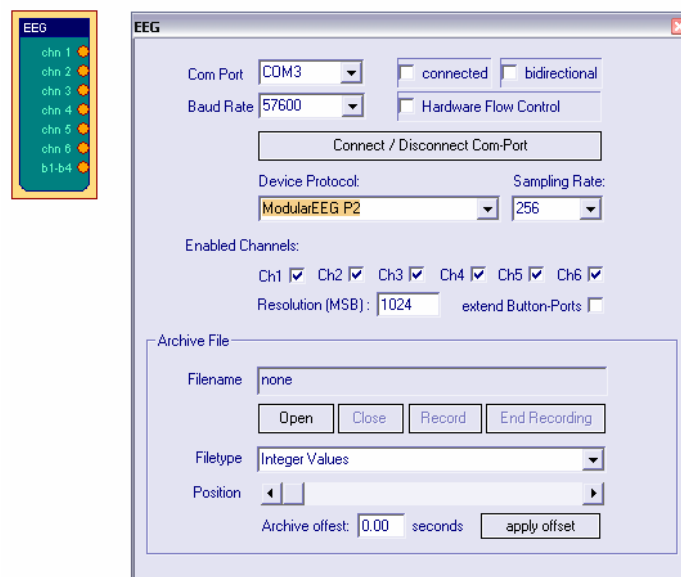 EEG
chn 1
chn 2
chn 3
chn 4
chn 5
chn 6
b1-b4
EEG
Com Port COM3 connected bidirectional
Baud Rate 57600 Hardware Flow Control
Connect / Disconnect Com-Port
Device Protocol: Sampling Rate:
ModularEEG P2 256
Enabled Channels:
Ch1 Ch2 Ch3 Ch4 Ch5 Ch6
Resolution (MSB) : 1024 extend Button-Ports
Archive File
Filename none
Open Close Record End Recording
Filetype Integer Values
Position
Archive offest: 0.00 seconds apply offset